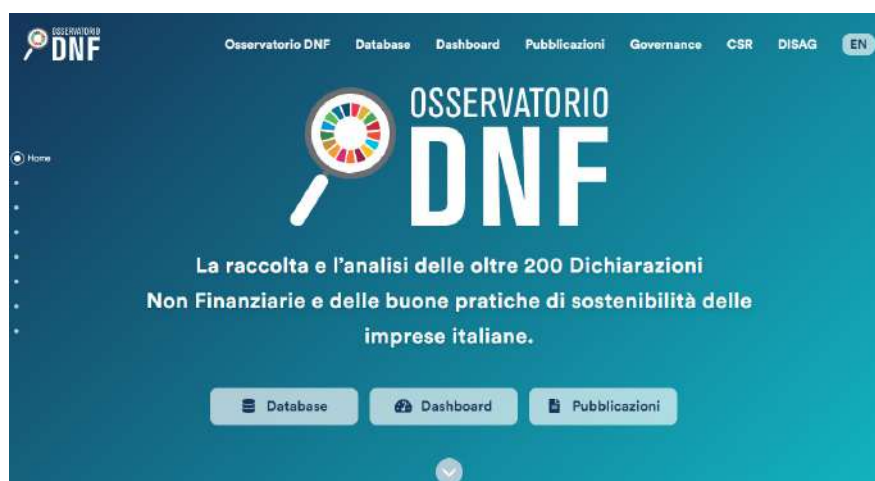 OSSERVATORIO
DNF
Osservatorio DNF Database Dashboard Pubblicazioni Governance CSR DISAG EN
OSSERVATORIO
DNF
Home
La raccolta e l'analisi delle oltre 200 Dichiarazioni
Non Finanziarie e delle buone pratiche di sostenibilità delle
imprese italiane.
Database Dashboard Pubblicazioni